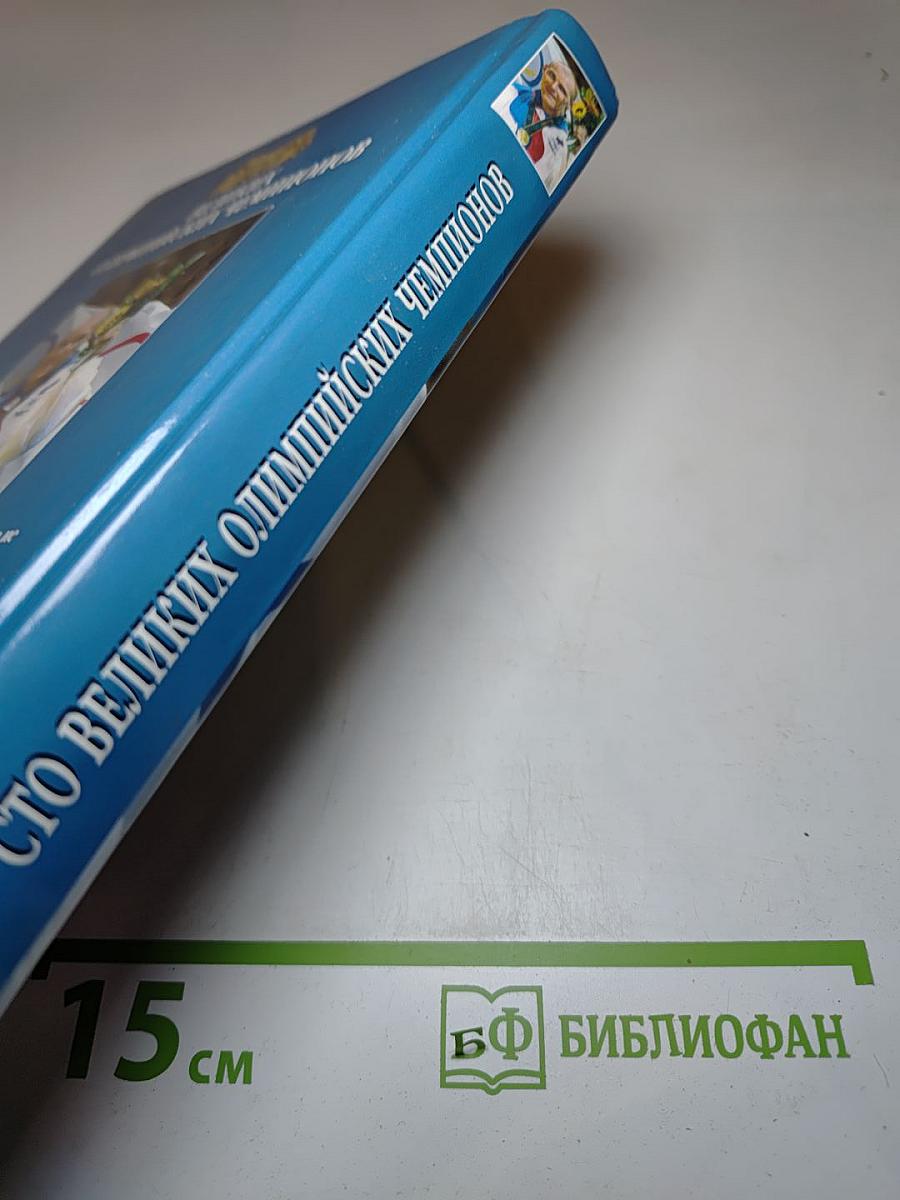 СТО ВЕЛИКИХ ОЛИМПИЙСКИХ ЧЕМПИОНОВ
15 см
БФ БИБЛИОФАН